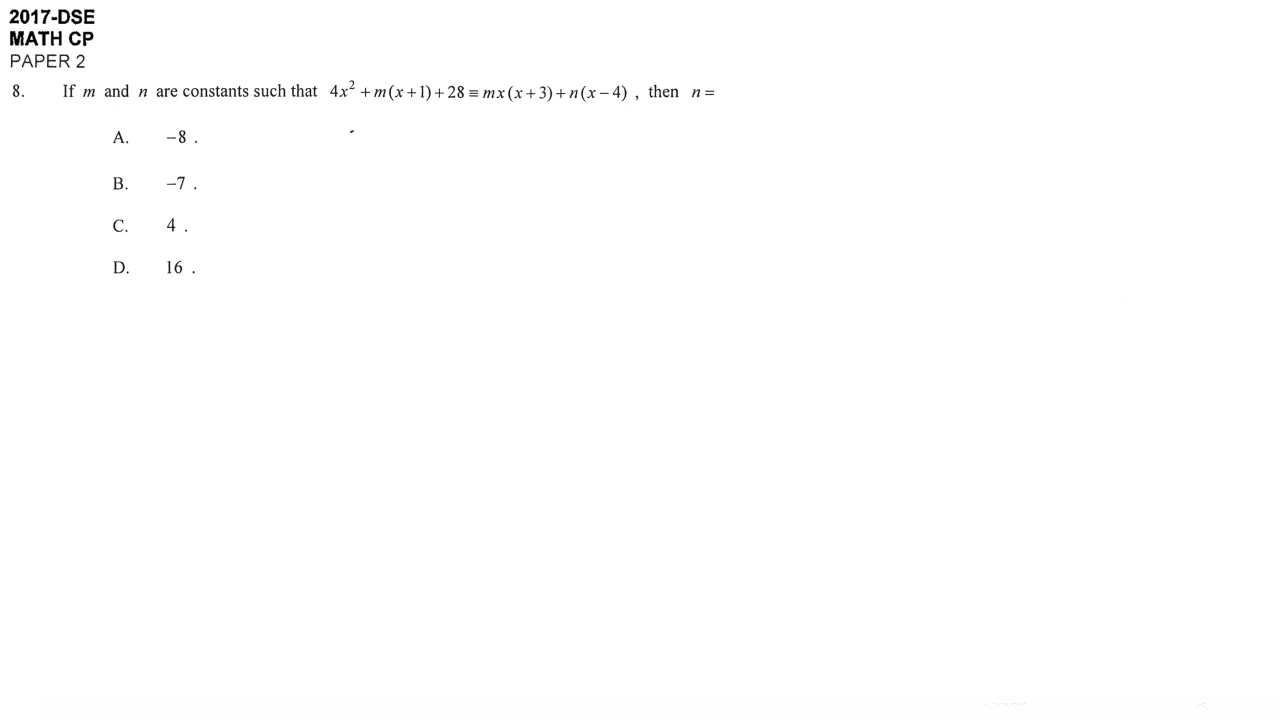 2017-DSE
MATH CP
PAPER 2
8. If m and n are constants such that 4x² + m(x+1) + 28 ≡ mx(x+3) + n(x−4) , then n =
A. −8 .
B. −7 .
C. 4 .
D. 16 .